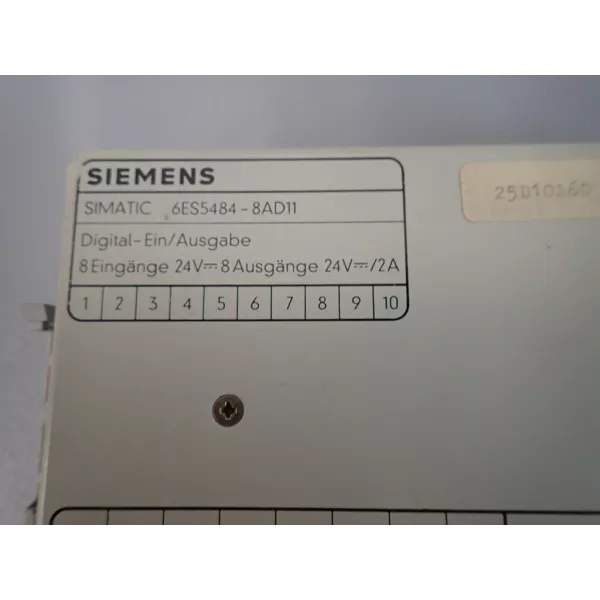 SIEMENS
SIMATIC 6ES5484-8AD11
Digital-Ein/Ausgabe
8 Eingänge 24V⎓ 8 Ausgänge 24V⎓/2A
1 2 3 4 5 6 7 8 9 10
25D10160